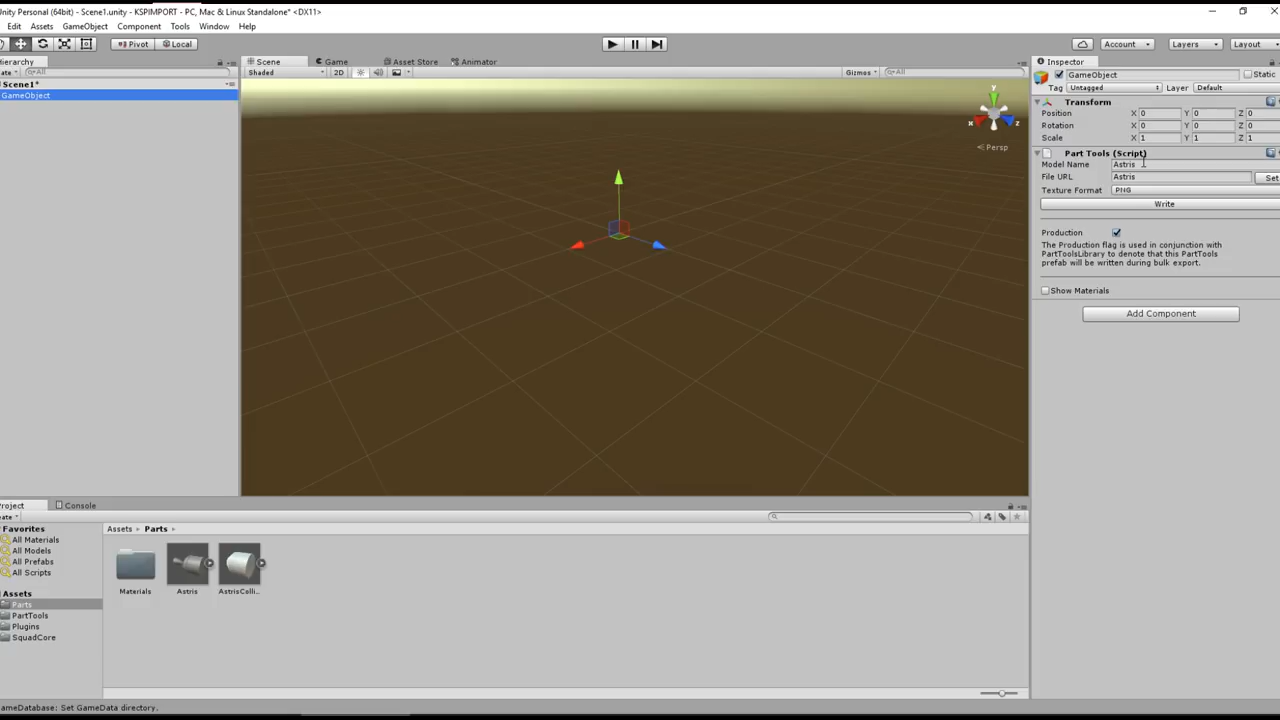 Unity Personal (64bit) - Scene1.unity - KSPIMPORT - PC, Mac & Linux Standalone* <DX11>
Edit Assets GameObject Component Tools Window Help
Pivot Local Account Layers Layout
Hierarchy Scene Game Asset Store Animator Inspector
ate All Shaded 2D Gizmos All GameObject Static
Scene1* Tag Untagged Layer Default
GameObject
Transform
Position X 0 Y 0 Z 0
Rotation X 0 Y 0 Z 0
Scale X 1 Y 1 Z 1
y
x
z
Persp
Part Tools (Script)
Model Name Astris
File URL Astris Set
Texture Format PNG
Write
Production
The Production flag is used in conjunction with
PartToolsLibrary to denote that this PartTools
prefab will be written during bulk export.
Show Materials
Add Component
Project Console
ate
Favorites
All Materials
All Models
All Prefabs
All Scripts
Assets
Parts
PartTools
Plugins
SquadCore
Assets Parts
Materials Astris AstrisColli...
ameDatabase: Set GameData directory.